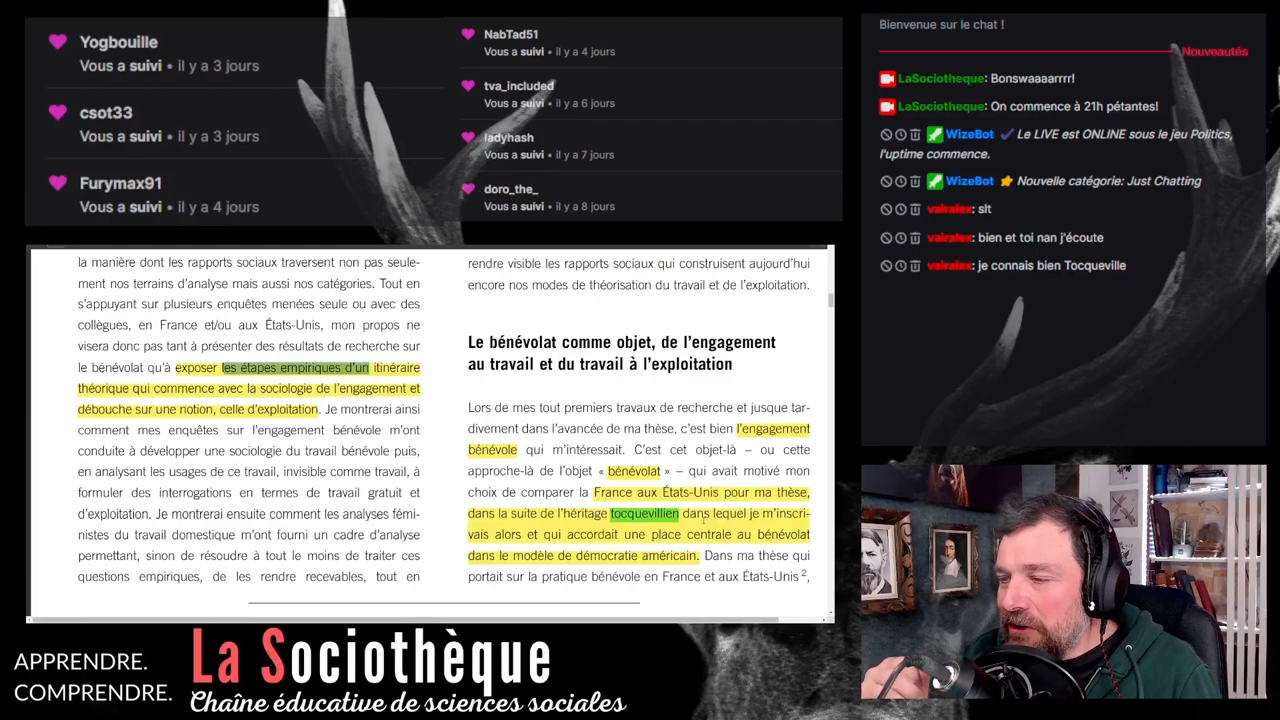 Yogbouille
Vous a suivi • il y a 3 jours
csot33
Vous a suivi • il y a 3 jours
Furymax91
Vous a suivi • il y a 4 jours
NabTad51
Vous a suivi • il y a 4 jours
tva_included
Vous a suivi • il y a 6 jours
ladyhash
Vous a suivi • il y a 7 jours
doro_the_
Vous a suivi • il y a 8 jours
Bienvenue sur le chat !
Nouveautés
LaSociotheque: Bonswaaaarrrr!
LaSociotheque: On commence à 21h pétantes!
WizeBot Le LIVE est ONLINE sous le jeu Politics,
l'uptime commence.
WizeBot Nouvelle catégorie: Just Chatting
vairalex: slt
vairalex: bien et toi nan j'écoute
vairalex: je connais bien Tocqueville
la manière dont les rapports sociaux traversent non pas seule-
ment nos terrains d'analyse mais aussi nos catégories. Tout en
s'appuyant sur plusieurs enquêtes menées seule ou avec des
collègues, en France et/ou aux États-Unis, mon propos ne
visera donc pas tant à présenter des résultats de recherche sur
le bénévolat qu'à exposer les étapes empiriques d'un itinéraire
théorique qui commence avec la sociologie de l'engagement et
débouche sur une notion, celle d'exploitation. Je montrerai ainsi
comment mes enquêtes sur l'engagement bénévole m'ont
conduite à développer une sociologie du travail bénévole puis,
en analysant les usages de ce travail, invisible comme travail, à
formuler des interrogations en termes de travail gratuit et
d'exploitation. Je montrerai ensuite comment les analyses fémi-
nistes du travail domestique m'ont fourni un cadre d'analyse
permettant, sinon de résoudre à tout le moins de traiter ces
questions empiriques, de les rendre recevables, tout en
rendre visible les rapports sociaux qui construisent aujourd'hui
encore nos modes de théorisation du travail et de l'exploitation.
Le bénévolat comme objet, de l'engagement
au travail et du travail à l'exploitation
Lors de mes tout premiers travaux de recherche et jusque tar-
divement dans l'avancée de ma thèse, c'est bien l'engagement
bénévole qui m'intéressait. C'est cet objet-là – ou cette
approche-là de l'objet « bénévolat » – qui avait motivé mon
choix de comparer la France aux États-Unis pour ma thèse,
dans la suite de l'héritage tocquevillien dans lequel je m'inscri-
vais alors et qui accordait une place centrale au bénévolat
dans le modèle de démocratie américain. Dans ma thèse qui
portait sur la pratique bénévole en France et aux États-Unis 2,
APPRENDRE.
COMPRENDRE.
La Sociothèque
Chaîne éducative de sciences sociales